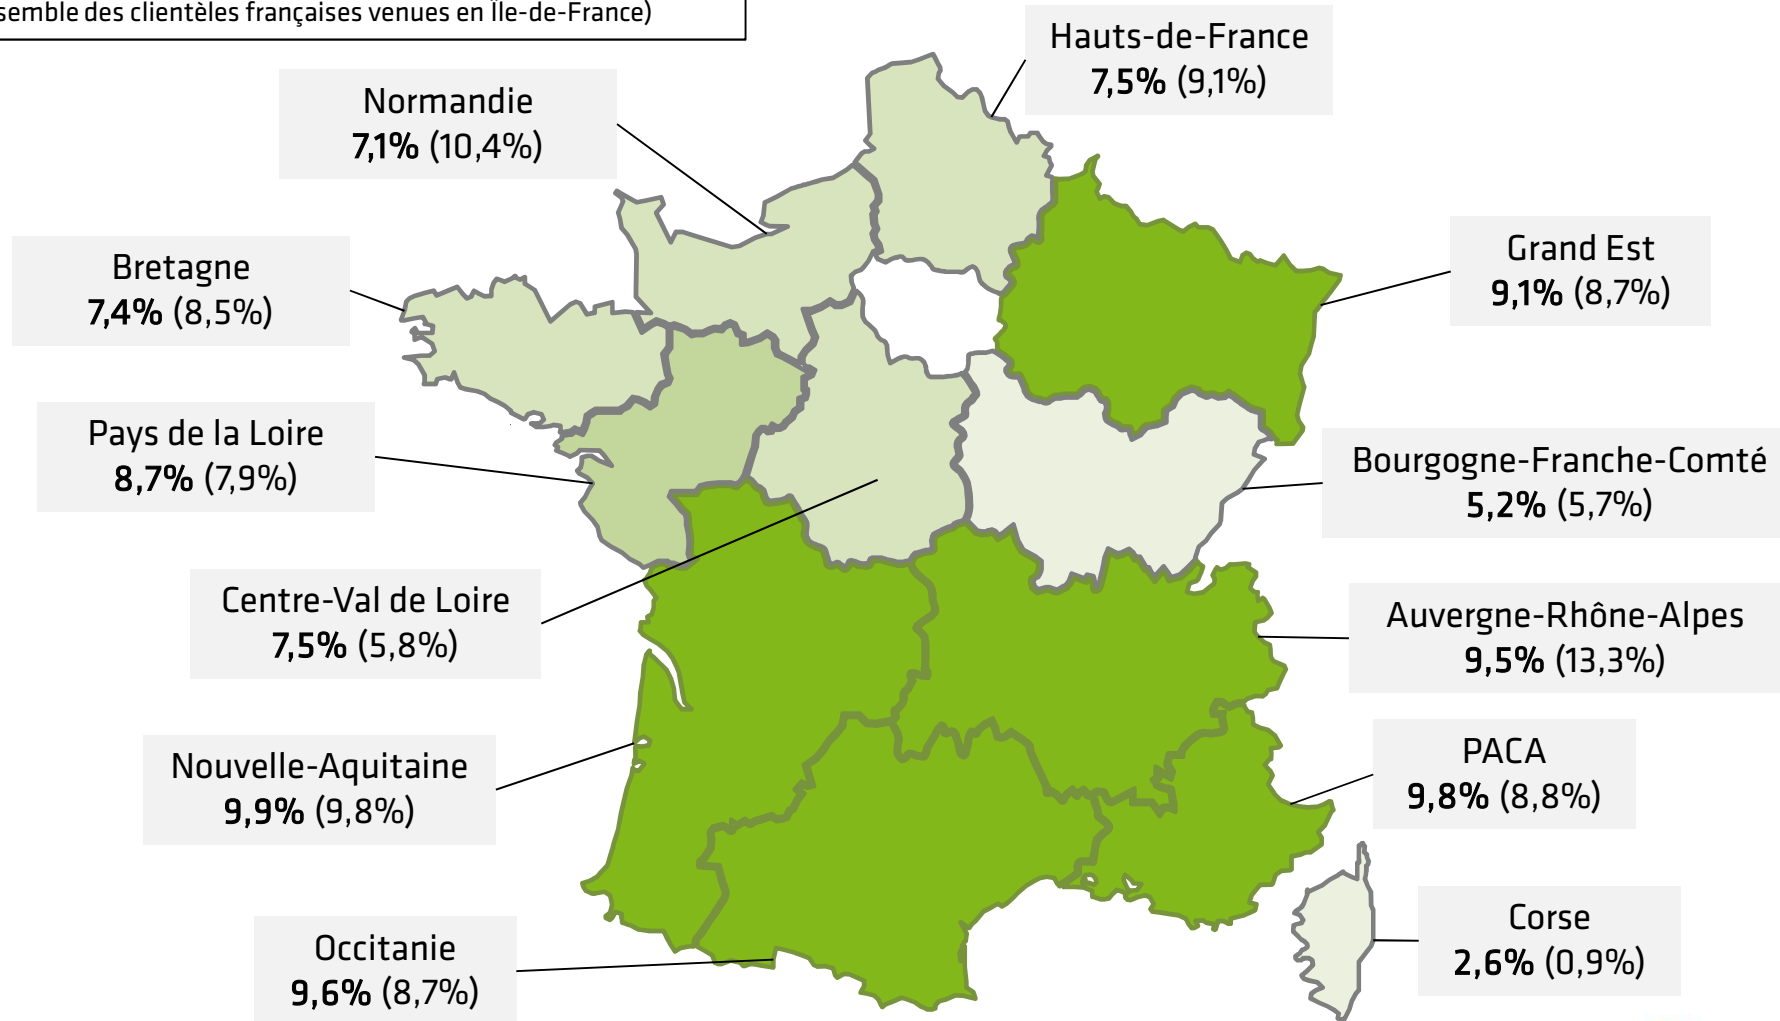 des clientèles françaises venues en Île-de-France)
Hauts-de-France
7,5% (9,1%)
Normandie
7,1% (10,4%)
Bretagne
7,4% (8,5%)
Grand Est
9,1% (8,7%)
Pays de la Loire
8,7% (7,9%)
Bourgogne-Franche-Comté
5,2% (5,7%)
Centre-Val de Loire
7,5% (5,8%)
Auvergne-Rhône-Alpes
9,5% (13,3%)
Nouvelle-Aquitaine
9,9% (9,8%)
PACA
9,8% (8,8%)
Occitanie
9,6% (8,7%)
Corse
2,6% (0,9%)